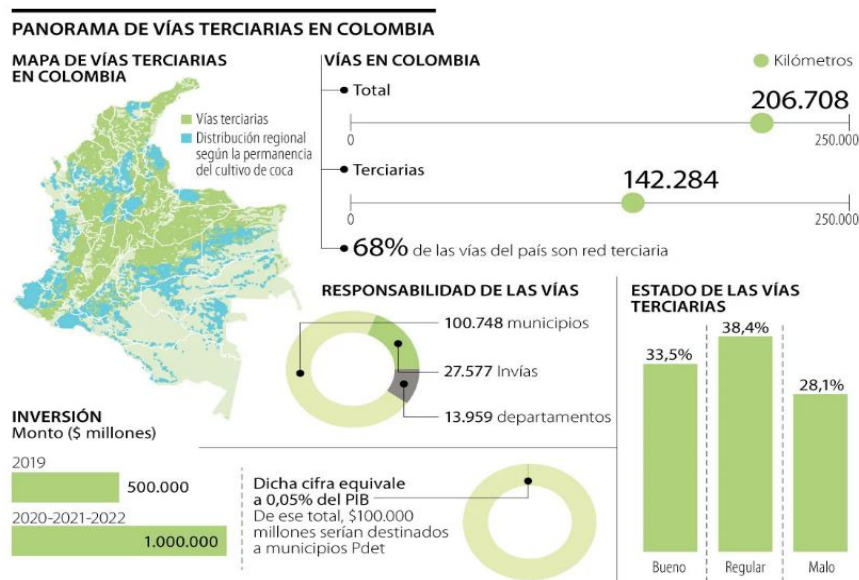 PANORAMA DE VÍAS TERCIARIAS EN COLOMBIA
MAPA DE VÍAS TERCIARIAS
EN COLOMBIA
Vías terciarias
Distribución regional
según la permanencia
del cultivo de coca
VÍAS EN COLOMBIA
Kilómetros
Total
206.708
0
250.000
Terciarias
142.284
0
250.000
68% de las vías del país son red terciaria
RESPONSABILIDAD DE LAS VÍAS
100.748 municipios
27.577 Invías
13.959 departamentos
ESTADO DE LAS VÍAS
TERCIARIAS
33,5%
38,4%
28,1%
Bueno
Regular
Malo
INVERSIÓN
Monto ($ millones)
2019
500.000
2020-2021-2022
1.000.000
Dicha cifra equivale
a 0,05% del PIB
De ese total, $100.000
millones serían destinados
a municipios Pdet